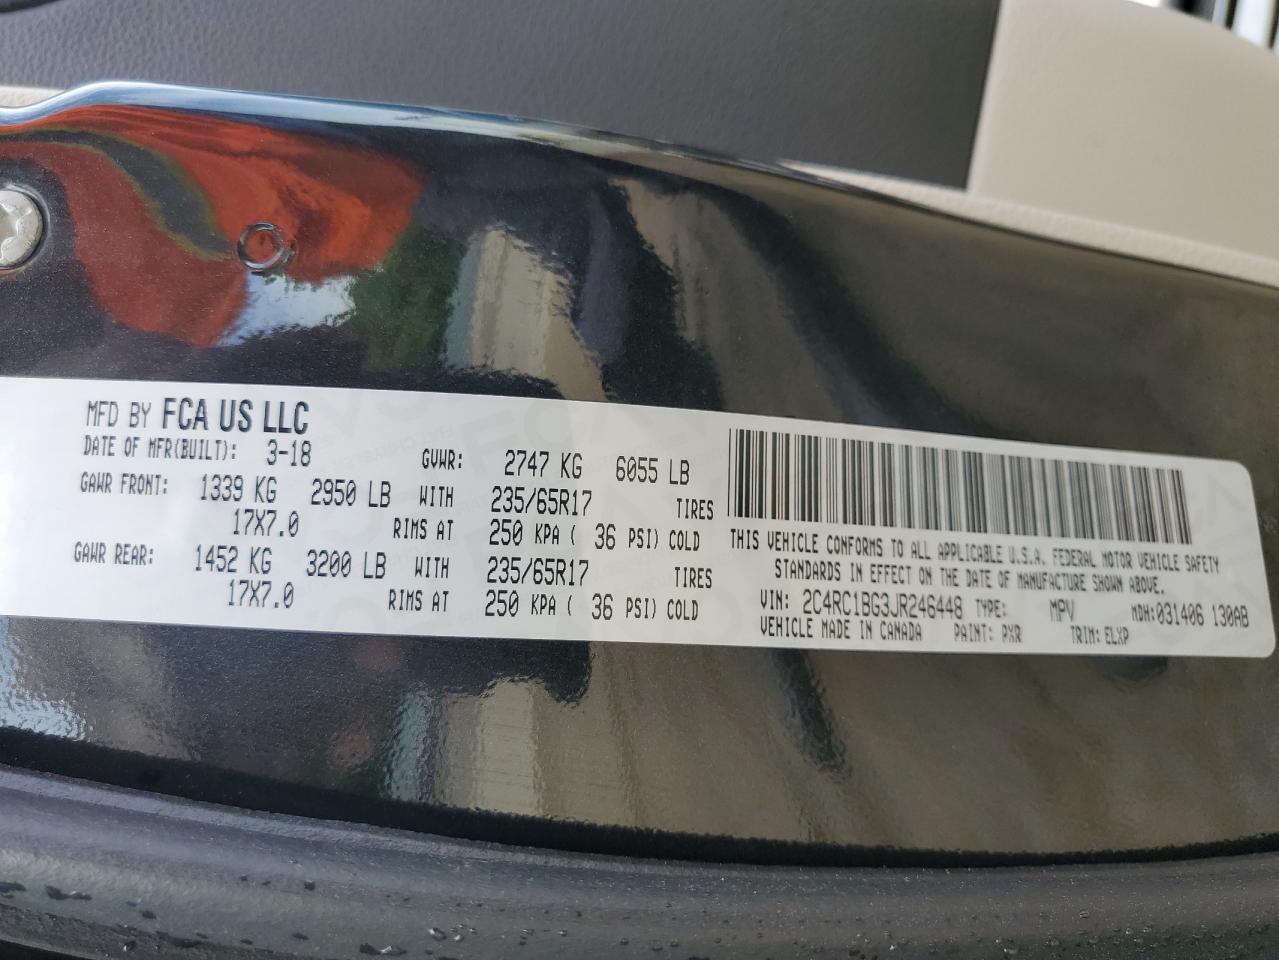 MFD BY FCA US LLC
DATE OF MFR(BUILT): 3-18 GVWR: 2747 KG 6055 LB
GAWR FRONT: 1339 KG 2950 LB WITH 235/65R17 TIRES
17X7.0 RIMS AT 250 KPA ( 36 PSI) COLD
GAWR REAR: 1452 KG 3200 LB WITH 235/65R17 TIRES
17X7.0 RIMS AT 250 KPA ( 36 PSI) COLD
THIS VEHICLE CONFORMS TO ALL APPLICABLE U.S.A. FEDERAL MOTOR VEHICLE SAFETY
STANDARDS IN EFFECT ON THE DATE OF MANUFACTURE SHOWN ABOVE.
VIN: 2C4RC1BG3JR246448 TYPE: MPV MDH:031406 130AB
VEHICLE MADE IN CANADA PAINT: PXR TRIM: ELXP